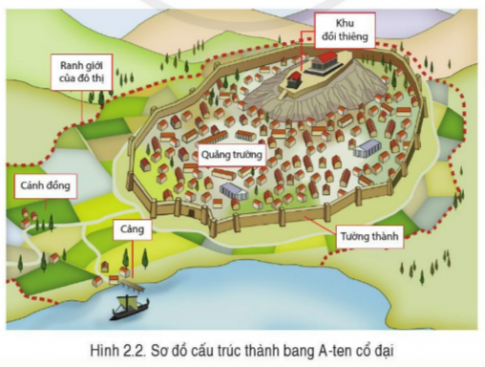 Khu
đồi thiêng
Ranh giới
của đô thị
Quảng trường
Cánh đồng
Cảng
Tường thành
Hình 2.2. Sơ đồ cấu trúc thành bang A-ten cổ đại